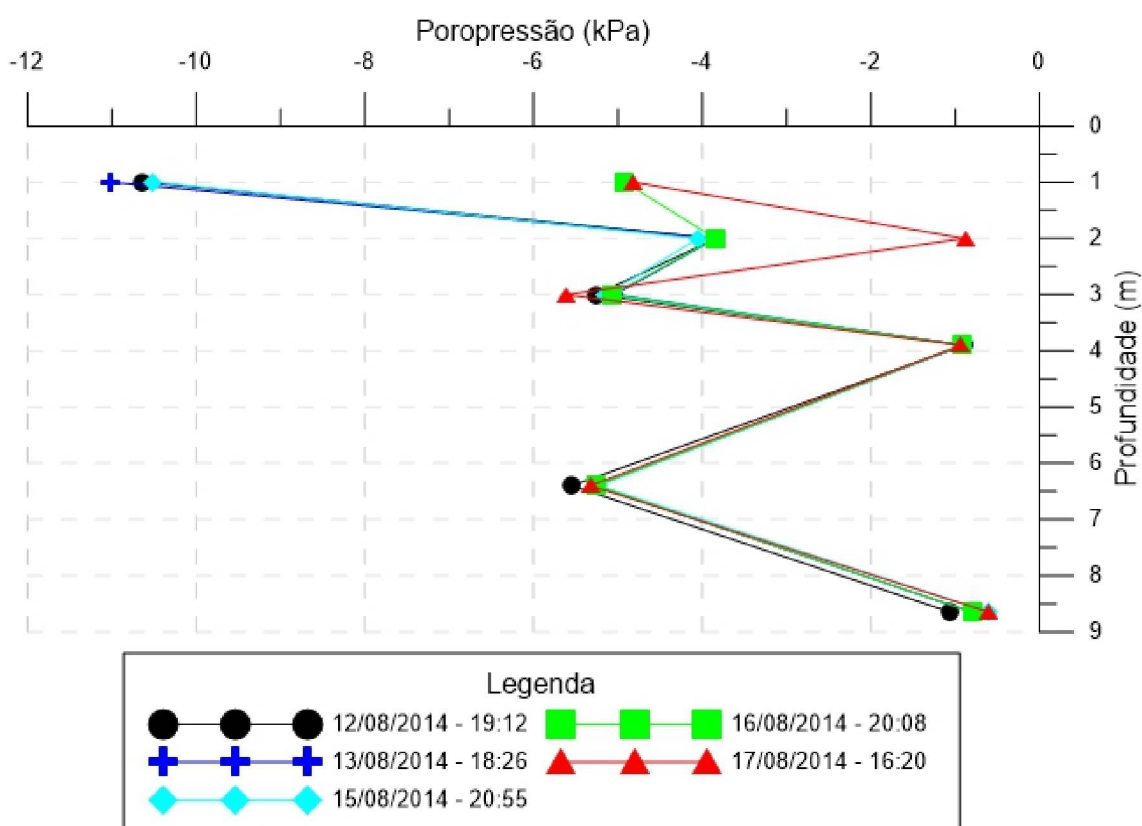 Poropressão (kPa)
-12 -10 -8 -6 -4 -2 0
0
1
2
3
4
5
6
7
8
9
Profundidade (m)
Legenda
12/08/2014 - 19:12 16/08/2014 - 20:08
13/08/2014 - 18:26 17/08/2014 - 16:20
15/08/2014 - 20:55